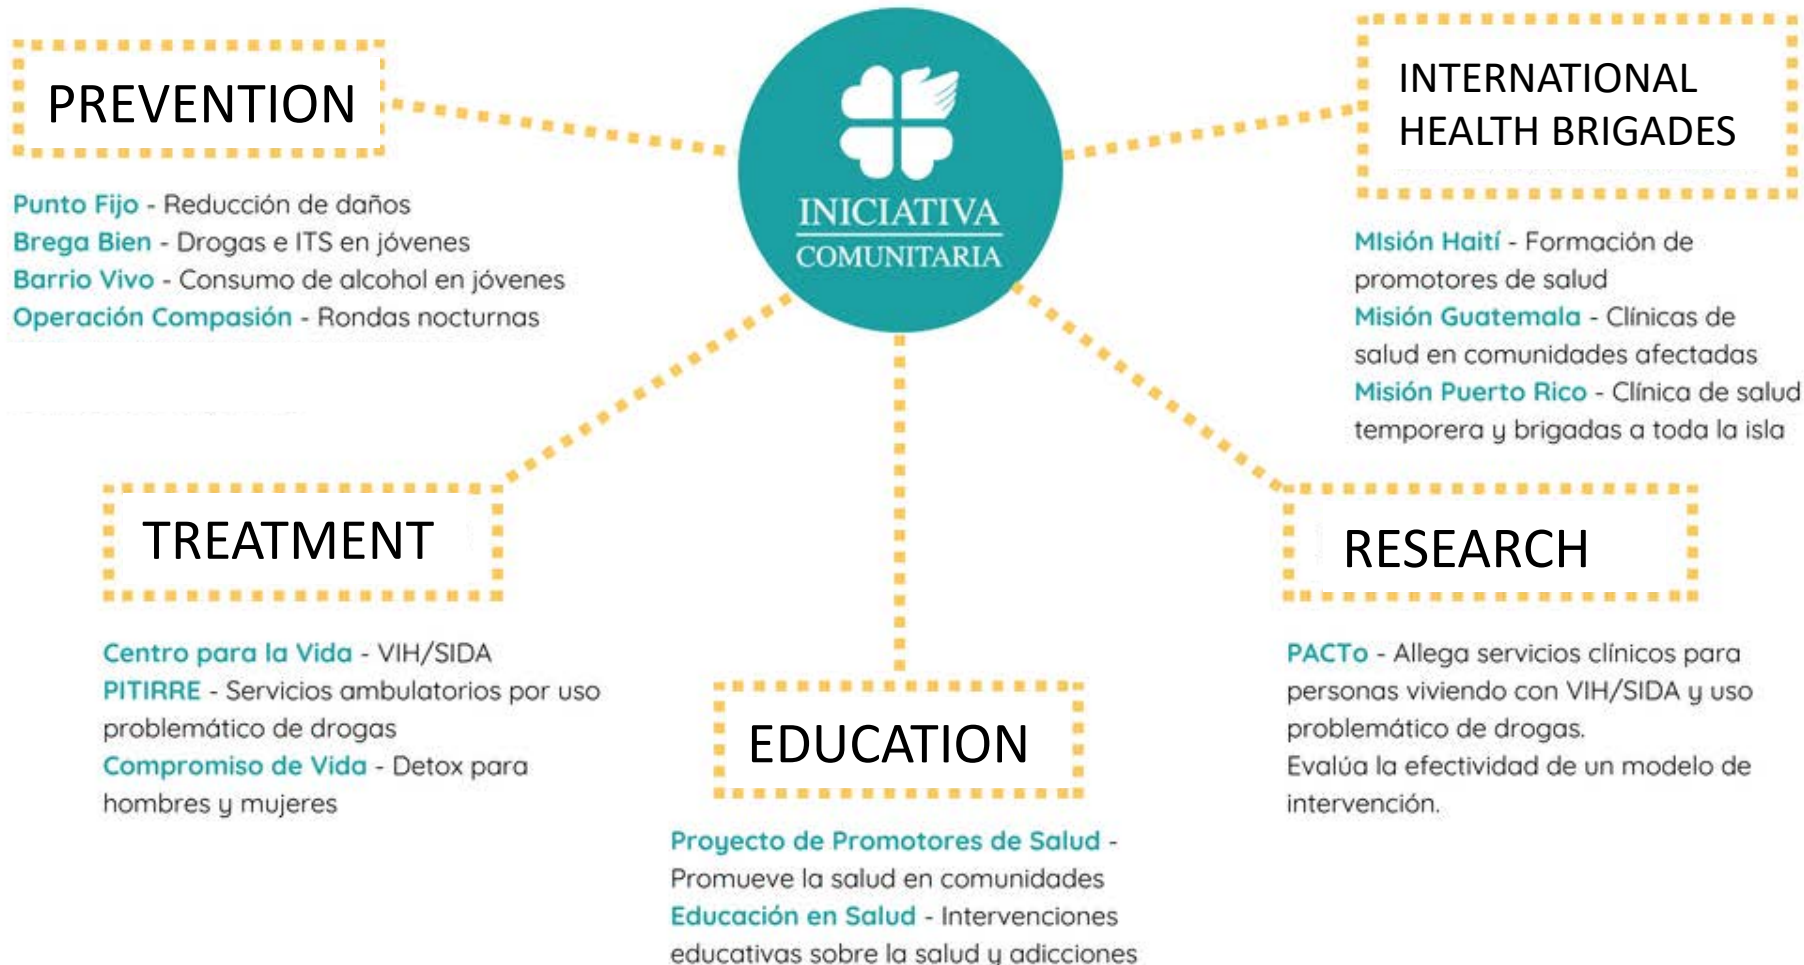 PREVENTION
Punto Fijo - Reducción de daños
Brega Bien - Drogas e ITS en jóvenes
Barrio Vivo - Consumo de alcohol en jóvenes
Operación Compasión - Rondas nocturnas
INICIATIVA
COMUNITARIA
INTERNATIONAL
HEALTH BRIGADES
MIsión Haití - Formación de
promotores de salud
Misión Guatemala - Clínicas de
salud en comunidades afectadas
Misión Puerto Rico - Clínica de salud
temporera y brigadas a toda la isla
TREATMENT
Centro para la Vida - VIH/SIDA
PITIRRE - Servicios ambulatorios por uso
problemático de drogas
Compromiso de Vida - Detox para
hombres y mujeres
EDUCATION
Proyecto de Promotores de Salud -
Promueve la salud en comunidades
Educación en Salud - Intervenciones
educativas sobre la salud y adicciones
RESEARCH
PACTo - Allega servicios clínicos para
personas viviendo con VIH/SIDA y uso
problemático de drogas.
Evalúa la efectividad de un modelo de
intervención.